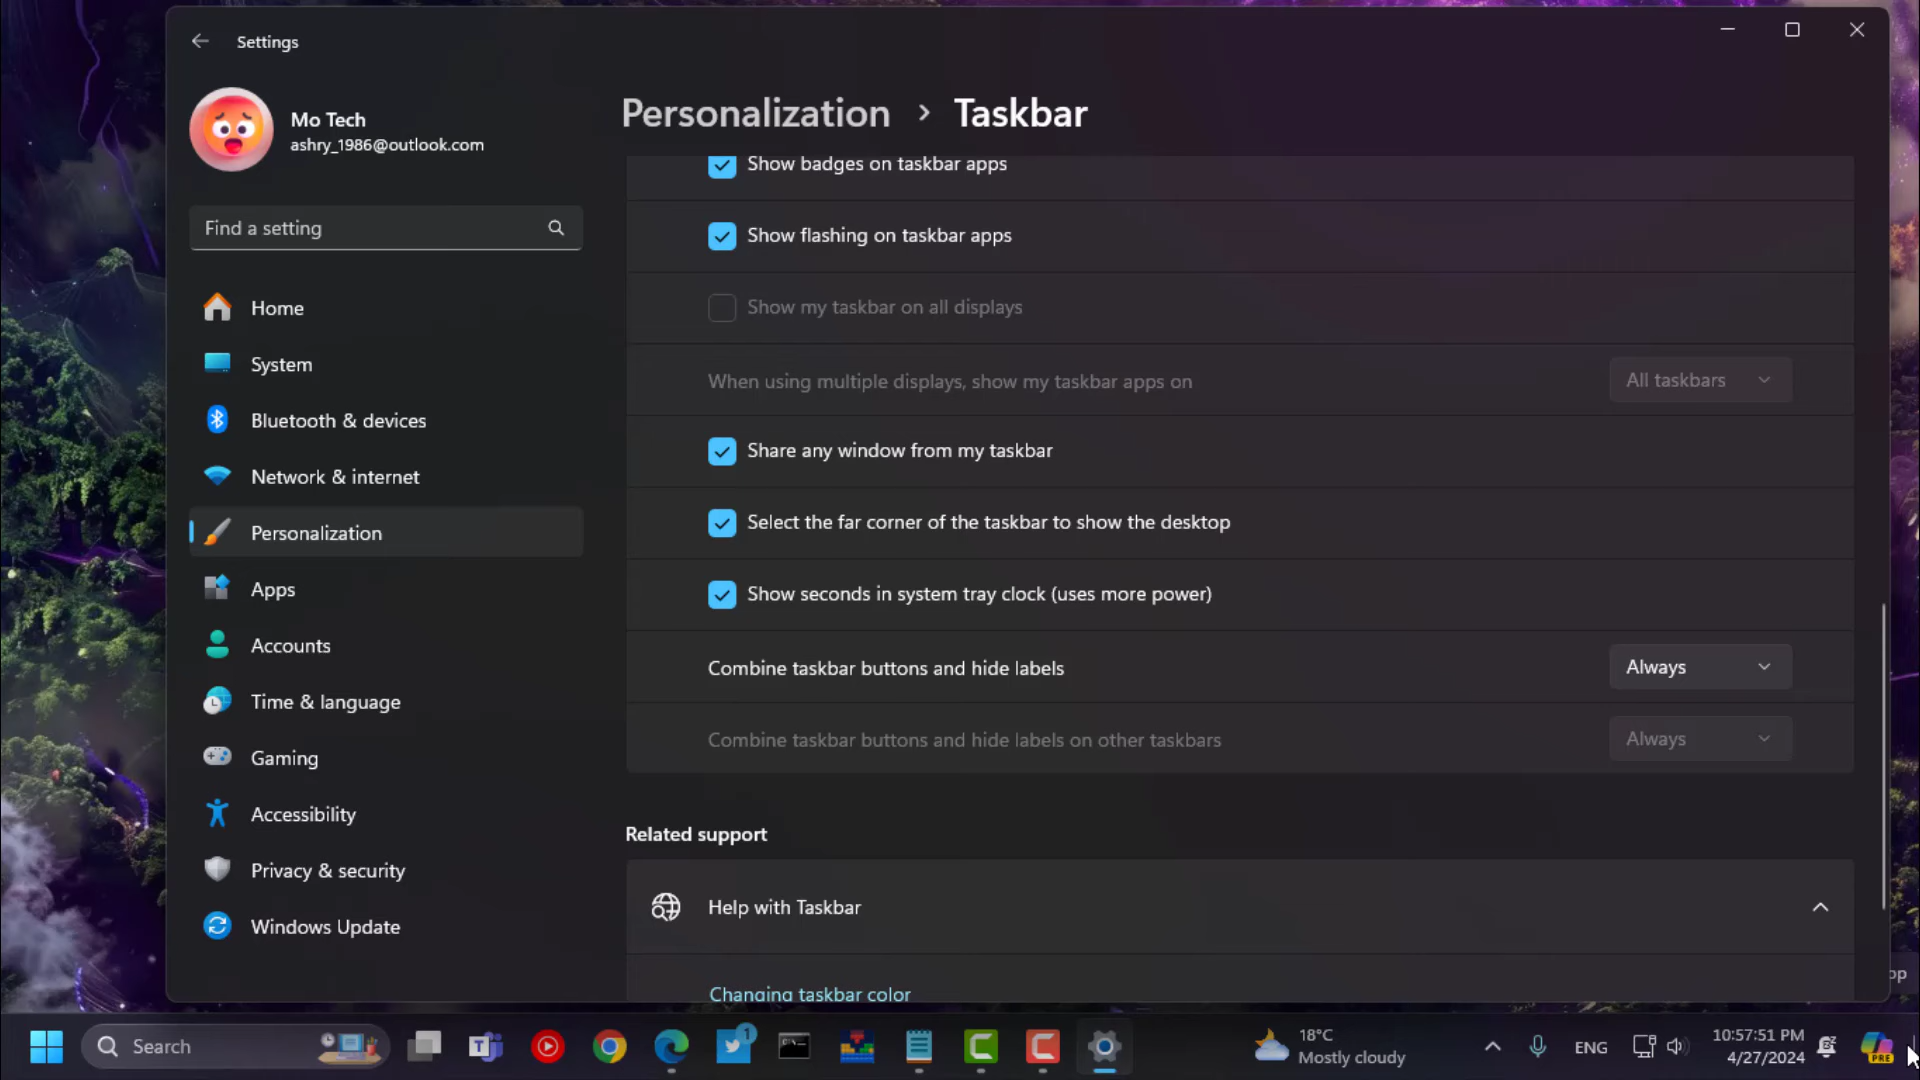 Settings
Mo Tech
ashry_1986@outlook.com
Find a setting
Home
System
Bluetooth & devices
Network & internet
Personalization
Apps
Accounts
Time & language
Gaming
Accessibility
Privacy & security
Windows Update
Personalization > Taskbar
Show badges on taskbar apps
Show flashing on taskbar apps
Show my taskbar on all displays
When using multiple displays, show my taskbar apps on All taskbars
Share any window from my taskbar
Select the far corner of the taskbar to show the desktop
Show seconds in system tray clock (uses more power)
Combine taskbar buttons and hide labels Always
Combine taskbar buttons and hide labels on other taskbars Always
Related support
Help with Taskbar
Changing taskbar color
op
Search
1
18°C
Mostly cloudy
ENG
10:57:51 PM
4/27/2024
PRE